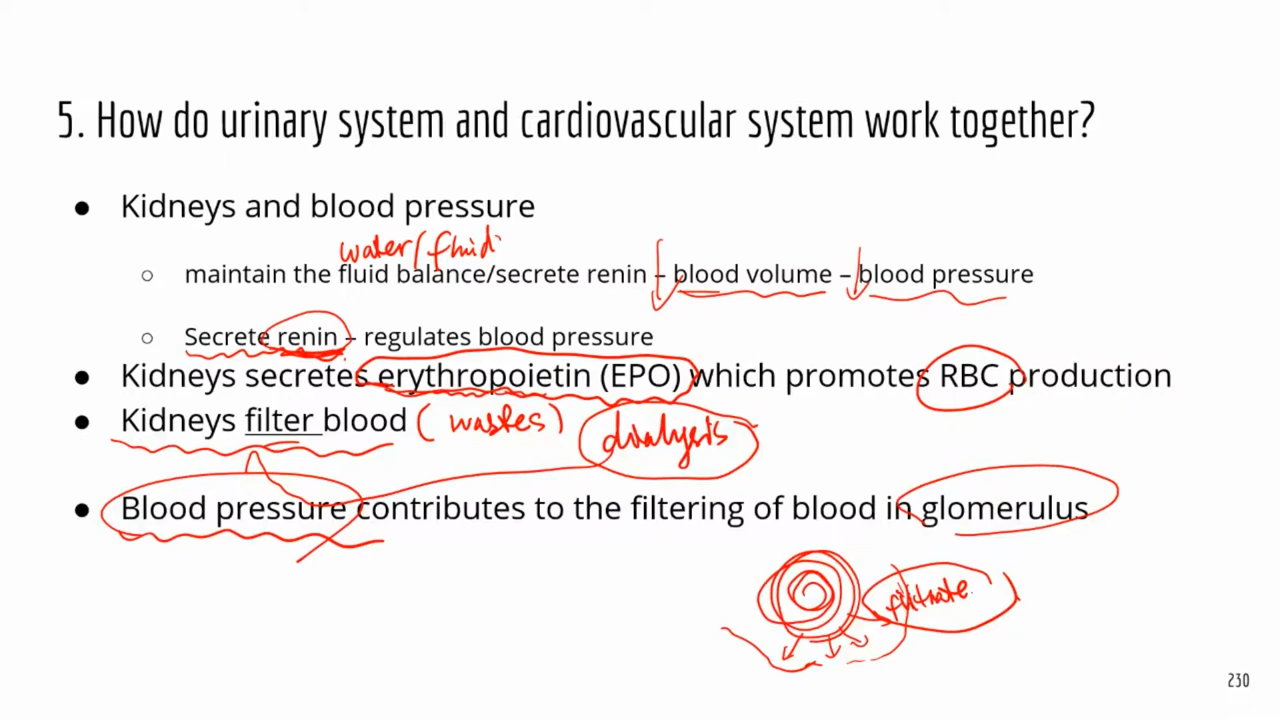 5. How do urinary system and cardiovascular system work together?
● Kidneys and blood pressure
water/fluid
○ maintain the fluid balance/secrete renin – blood volume – blood pressure
○ Secrete renin – regulates blood pressure
● Kidneys secretes erythropoietin (EPO) which promotes RBC production
● Kidneys filter blood (wastes)
dialysis
● Blood pressure contributes to the filtering of blood in glomerulus
filtrate
230